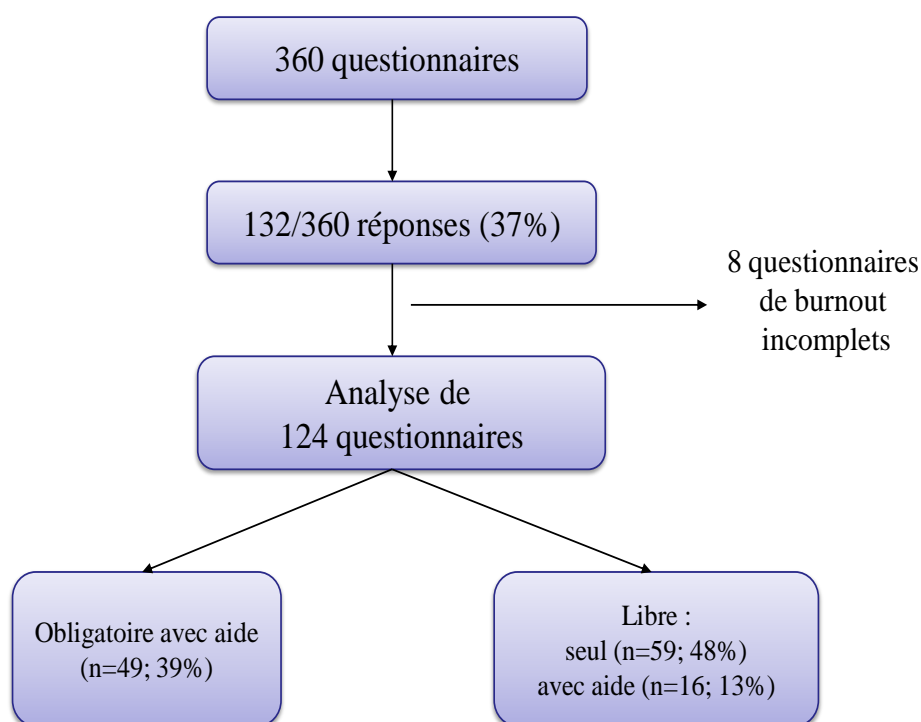 360 questionnaires
132/360 réponses (37%)
8 questionnaires
de burnout
incomplets
Analyse de
124 questionnaires
Obligatoire avec aide
(n=49; 39%)
Libre :
seul (n=59; 48%)
avec aide (n=16; 13%)